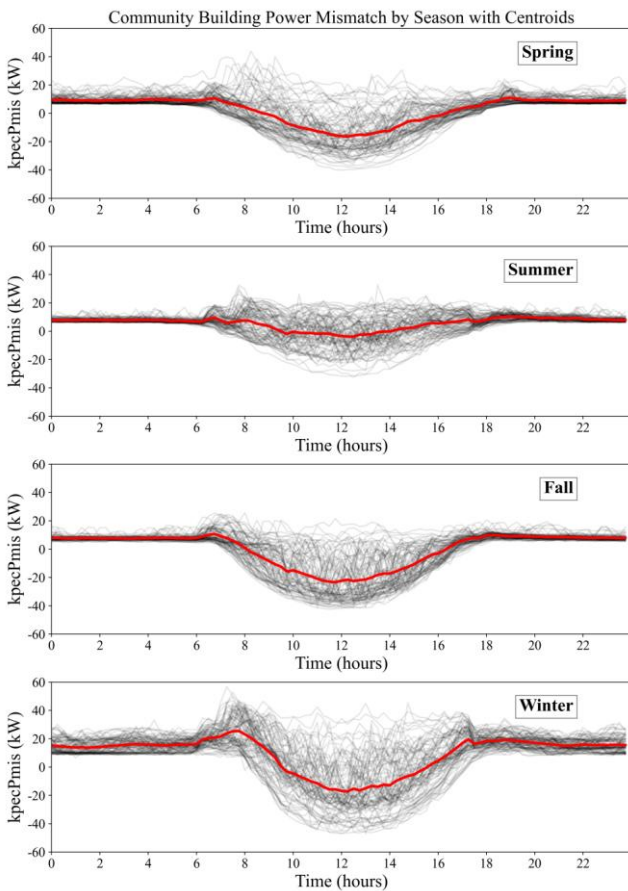 Community Building Power Mismatch by Season with Centroids
Spring
kpecPmis (kW)
60
40
20
0
-20
-40
-60
0 2 4 6 8 10 12 14 16 18 20 22
Time (hours)
Summer
kpecPmis (kW)
60
40
20
0
-20
-40
-60
0 2 4 6 8 10 12 14 16 18 20 22
Time (hours)
Fall
kpecPmis (kW)
60
40
20
0
-20
-40
-60
0 2 4 6 8 10 12 14 16 18 20 22
Time (hours)
Winter
kpecPmis (kW)
60
40
20
0
-20
-40
-60
0 2 4 6 8 10 12 14 16 18 20 22
Time (hours)